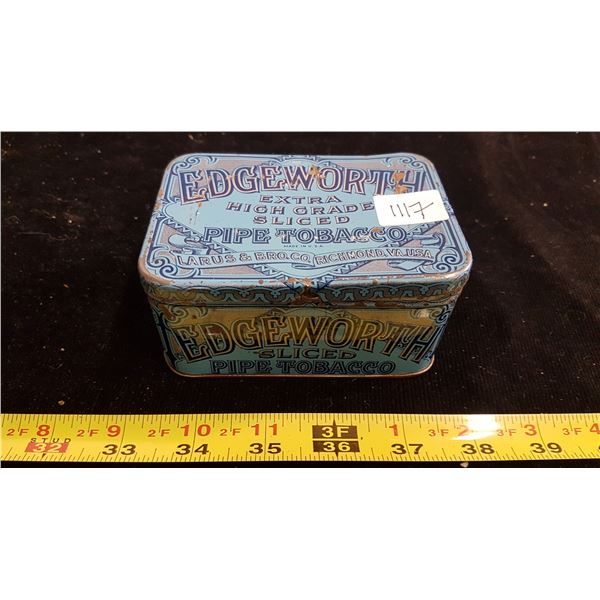 EDGEWORTH
EXTRA
HIGH GRADE
SLICED
PIPE TOBACCO
MADE IN U.S.A.
LARUS & BRO.CO. RICHMOND, VA. U.S.A.
1117
EDGEWORTH
SLICED
PIPE TOBACCO
2F 8 2F 9 2F 10 2F 11 3F 1 3F 2 3F 3 4
STUD
32 33 34 35 36 37 38 39